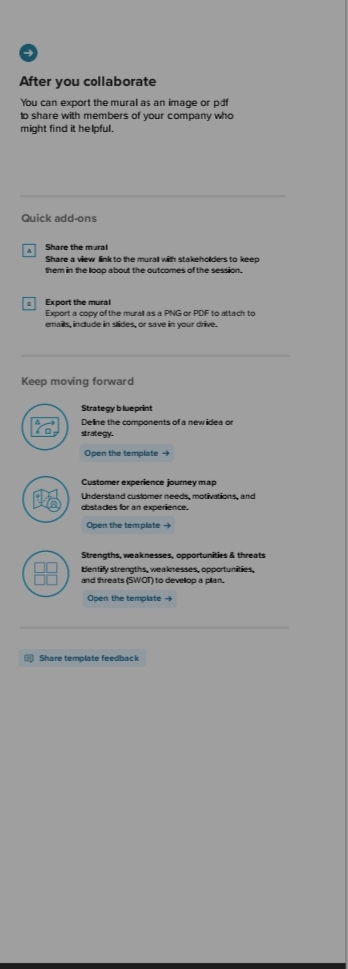 After you collaborate
You can export the mural as an image or pdf
to share with members of your company who
might find it helpful.
Quick add-ons
A
Share the mural
Share a view link to the mural with stakeholders to keep
them in the loop about the outcomes of the session.
B
Export the mural
Export a copy of the mural as a PNG or PDF to attach to
emails, include in slides, or save in your drive.
Keep moving forward
Strategy blueprint
Define the components of a new idea or
strategy.
Open the template →
Customer experience journey map
Understand customer needs, motivations, and
obstacles for an experience.
Open the template →
Strengths, weaknesses, opportunities & threats
Identify strengths, weaknesses, opportunities,
and threats (SWOT) to develop a plan.
Open the template →
Share template feedback